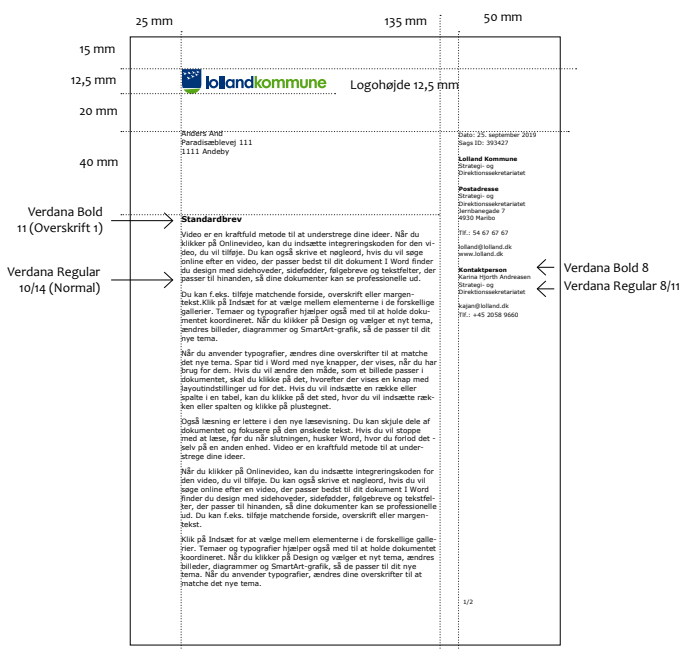 25 mm
135 mm
50 mm
15 mm
12,5 mm
20 mm
40 mm
lollandkommune
Logohøjde 12,5 mm
Anders And
Paradisæblevej 111
1111 Andeby
Dato: 25. september 2019
Sags ID: 393427
Lolland Kommune
Strategi- og
Direktionssekretariatet
Postadresse
Strategi- og
Direktionssekretariatet
Jernbanegade 7
4930 Maribo
Tlf.: 54 67 67 67
lolland@lolland.dk
www.lolland.dk
Kontaktperson
Karina Hjorth Andreasen
Strategi- og
Direktionssekretariatet
kajan@lolland.dk
Tlf.: +45 2058 9660
Verdana Bold 8
Verdana Regular 8/11
Verdana Bold
11 (Overskrift 1)
Verdana Regular
10/14 (Normal)
Standardbrev
Video er en kraftfuld metode til at understrege dine ideer. Når du
klikker på Onlinevideo, kan du indsætte integreringskoden for den vi-
deo, du vil tilføje. Du kan også skrive et nøgleord, hvis du vil søge
online efter en video, der passer bedst til dit dokument I Word finder
du design med sidehoveder, sidefødder, følgebreve og tekstfelter, der
passer til hinanden, så dine dokumenter kan se professionelle ud.
Du kan f.eks. tilføje matchende forside, overskrift eller margen-
tekst.Klik på Indsæt for at vælge mellem elementerne i de forskellige
gallerier. Temaer og typografier hjælper også med til at holde doku-
mentet koordineret. Når du klikker på Design og vælger et nyt tema,
ændres billeder, diagrammer og SmartArt-grafik, så de passer til dit
nye tema.
Når du anvender typografier, ændres dine overskrifter til at matche
det nye tema. Spar tid i Word med nye knapper, der vises, når du har
brug for dem. Hvis du vil ændre den måde, som et billede passer i
dokumentet, skal du klikke på det, hvorefter der vises en knap med
layoutindstillinger ud for det. Hvis du vil indsætte en række eller
spalte i en tabel, kan du klikke på det sted, hvor du vil indsætte ræk-
ken eller spalten og klikke på plustegnet.
Også læsning er lettere i den nye læsevisning. Du kan skjule dele af
dokumentet og fokusere på den ønskede tekst. Hvis du vil stoppe
med at læse, før du når slutningen, husker Word, hvor du forlod det -
selv på en anden enhed. Video er en kraftfuld metode til at under-
strege dine ideer.
Når du klikker på Onlinevideo, kan du indsætte integreringskoden for
den video, du vil tilføje. Du kan også skrive et nøgleord, hvis du vil
søge online efter en video, der passer bedst til dit dokument I Word
finder du design med sidehoveder, sidefødder, følgebreve og tekstfel-
ter, der passer til hinanden, så dine dokumenter kan se professionelle
ud. Du kan f.eks. tilføje matchende forside, overskrift eller margen-
tekst.
Klik på Indsæt for at vælge mellem elementerne i de forskellige galle-
rier. Temaer og typografier hjælper også med til at holde dokumentet
koordineret. Når du klikker på Design og vælger et nyt tema, ændres
billeder, diagrammer og SmartArt-grafik, så de passer til dit nye
tema. Når du anvender typografier, ændres dine overskrifter til at
matche det nye tema.
1/2